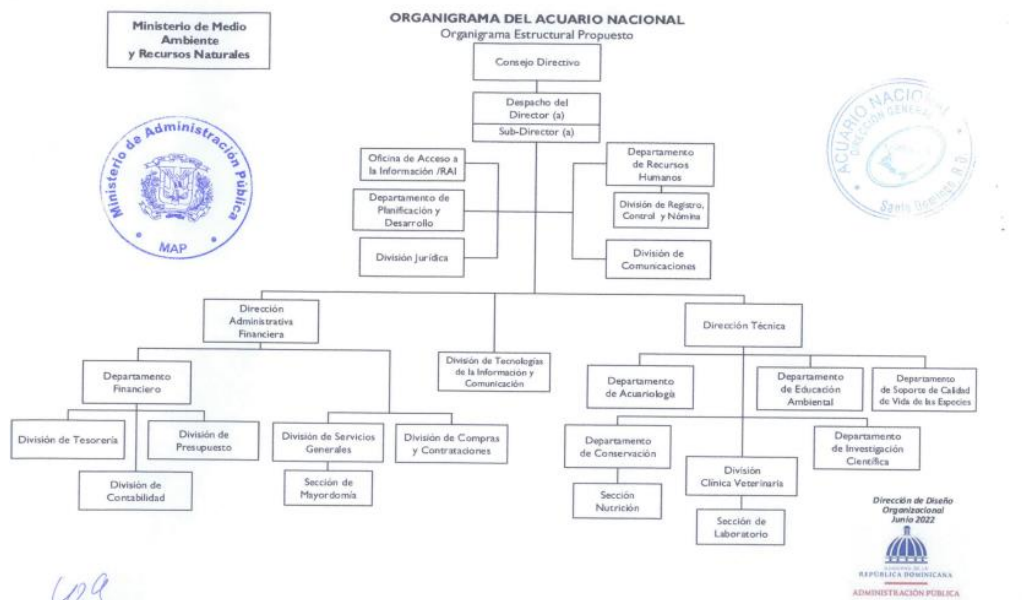 ORGANIGRAMA DEL ACUARIO NACIONAL
Organigrama Estructural Propuesto
Ministerio de Medio
Ambiente
y Recursos Naturales
Consejo Directivo
Despacho del
Director (a)
Sub-Director (a)
Ministerio de Administración Pública
MAP
ACUARIO NACIONAL
DIRECCIÓN GENERAL
Santo Domingo, R.D.
Oficina de Acceso a
la Información /RAI
Departamento de
Planificación y
Desarrollo
División Jurídica
Departamento
de Recursos
Humanos
División de Registro,
Control y Nómina
División de
Comunicaciones
Dirección
Administrativa
Financiera
División de Tecnologías
de la Información y
Comunicación
Dirección Técnica
Departamento
Financiero
División de Tesorería
División de
Presupuesto
División de
Contabilidad
División de Servicios
Generales
División de Compras
y Contrataciones
Sección de
Mayordomía
Departamento
de Acuariología
Departamento
de Educación
Ambiental
Departamento
de Soporte de Calidad
de Vida de las Especies
Departamento
de Conservación
División
Clínica Veterinaria
Departamento
de Investigación
Científica
Sección
Nutrición
Sección de
Laboratorio
Dirección de Diseño
Organizacional
Junio 2022
GOBIERNO DE LA
REPÚBLICA DOMINICANA
ADMINISTRACIÓN PÚBLICA